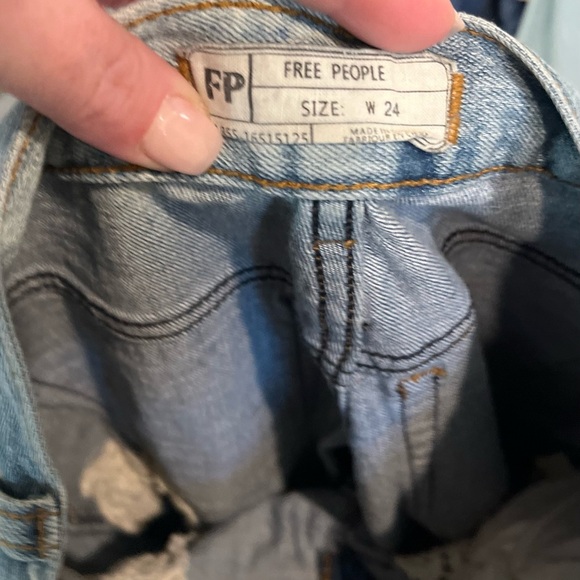 FP
FREE PEOPLE
SIZE: W 24
16515125
MADE IN